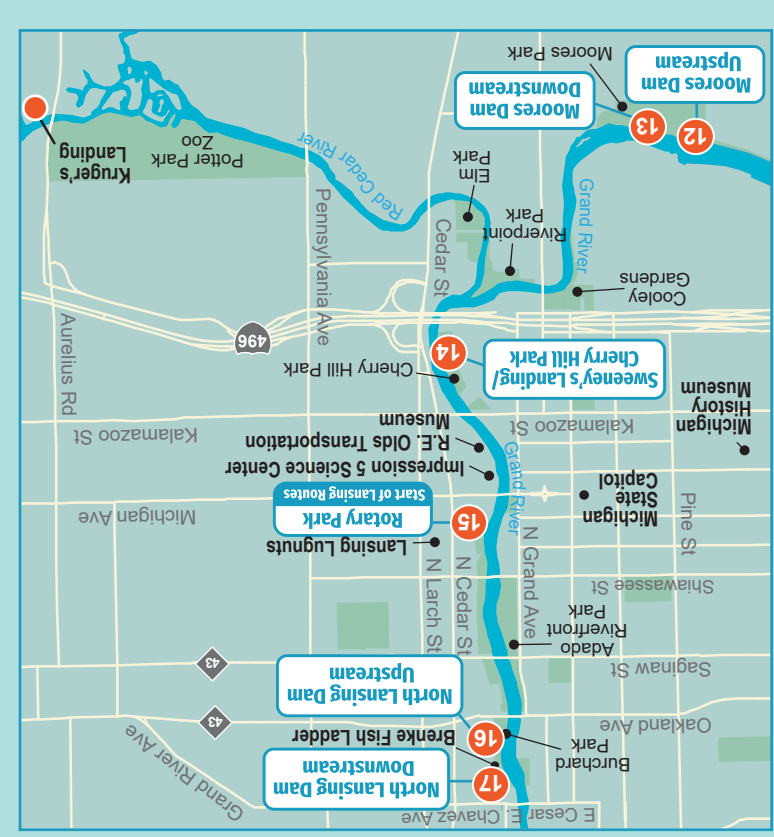 E Cesar E. Chavez Ave
17
North Lansing Dam
Downstream
Burchard
Park
Brenke Fish Ladder
16
North Lansing Dam
Upstream
Grand River Ave
Oakland Ave
43
Saginaw St
43
Adado
Riverfront
Park
N Grand Ave
N Cedar St
N Larch St
Shiawassee St
Pine St
Lansing Lugnuts
15
Rotary Park
Start of Lansing Routes
Michigan
State
Capitol
Michigan Ave
Grand River
Impression 5 Science Center
R.E. Olds Transportation
Museum
Michigan
History
Museum
Kalamazoo St
Kalamazoo St
Sweeney's Landing/
Cherry Hill Park
14
Cherry Hill Park
Aurelius Rd
496
Pennsylvania Ave
Cedar St
Cooley
Gardens
Grand River
Riverpoint
Park
Elm
Park
Red Cedar River
Potter Park
Zoo
Kruger's
Landing
12
Moores Dam
Upstream
13
Moores Dam
Downstream
Moores Park